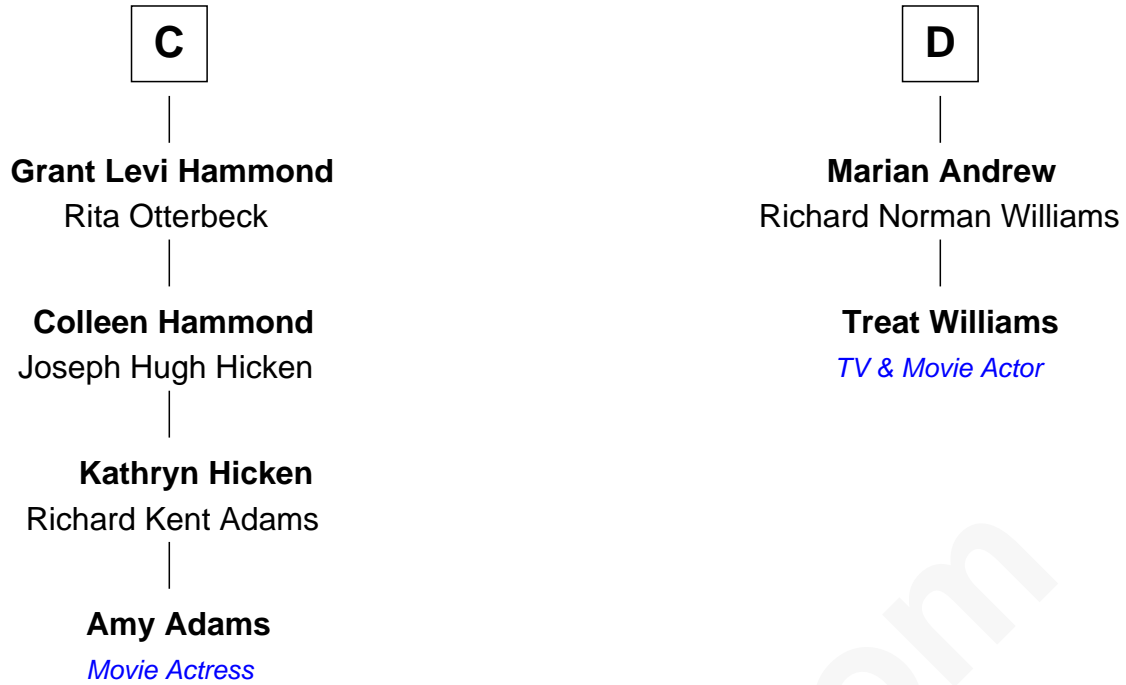 C
Grant Levi Hammond
Rita Otterbeck
Colleen Hammond
Joseph Hugh Hicken
Kathryn Hicken
Richard Kent Adams
Amy Adams
Movie Actress
D
Marian Andrew
Richard Norman Williams
Treat Williams
TV & Movie Actor
om